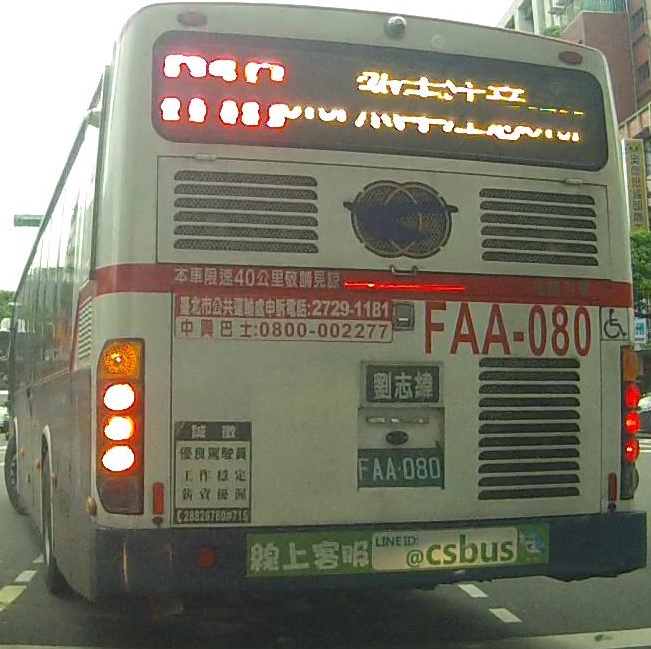 本車限速40公里敬請見諒
臺北市公共運輸處申訴電話:2729-1181
中興巴士:0800-002277
FAA-080
劉志緯
FAA-080
誠徵
優良駕駛員
工作穩定
薪資優渥
28826780#715
線上客服 LINE ID: @csbus